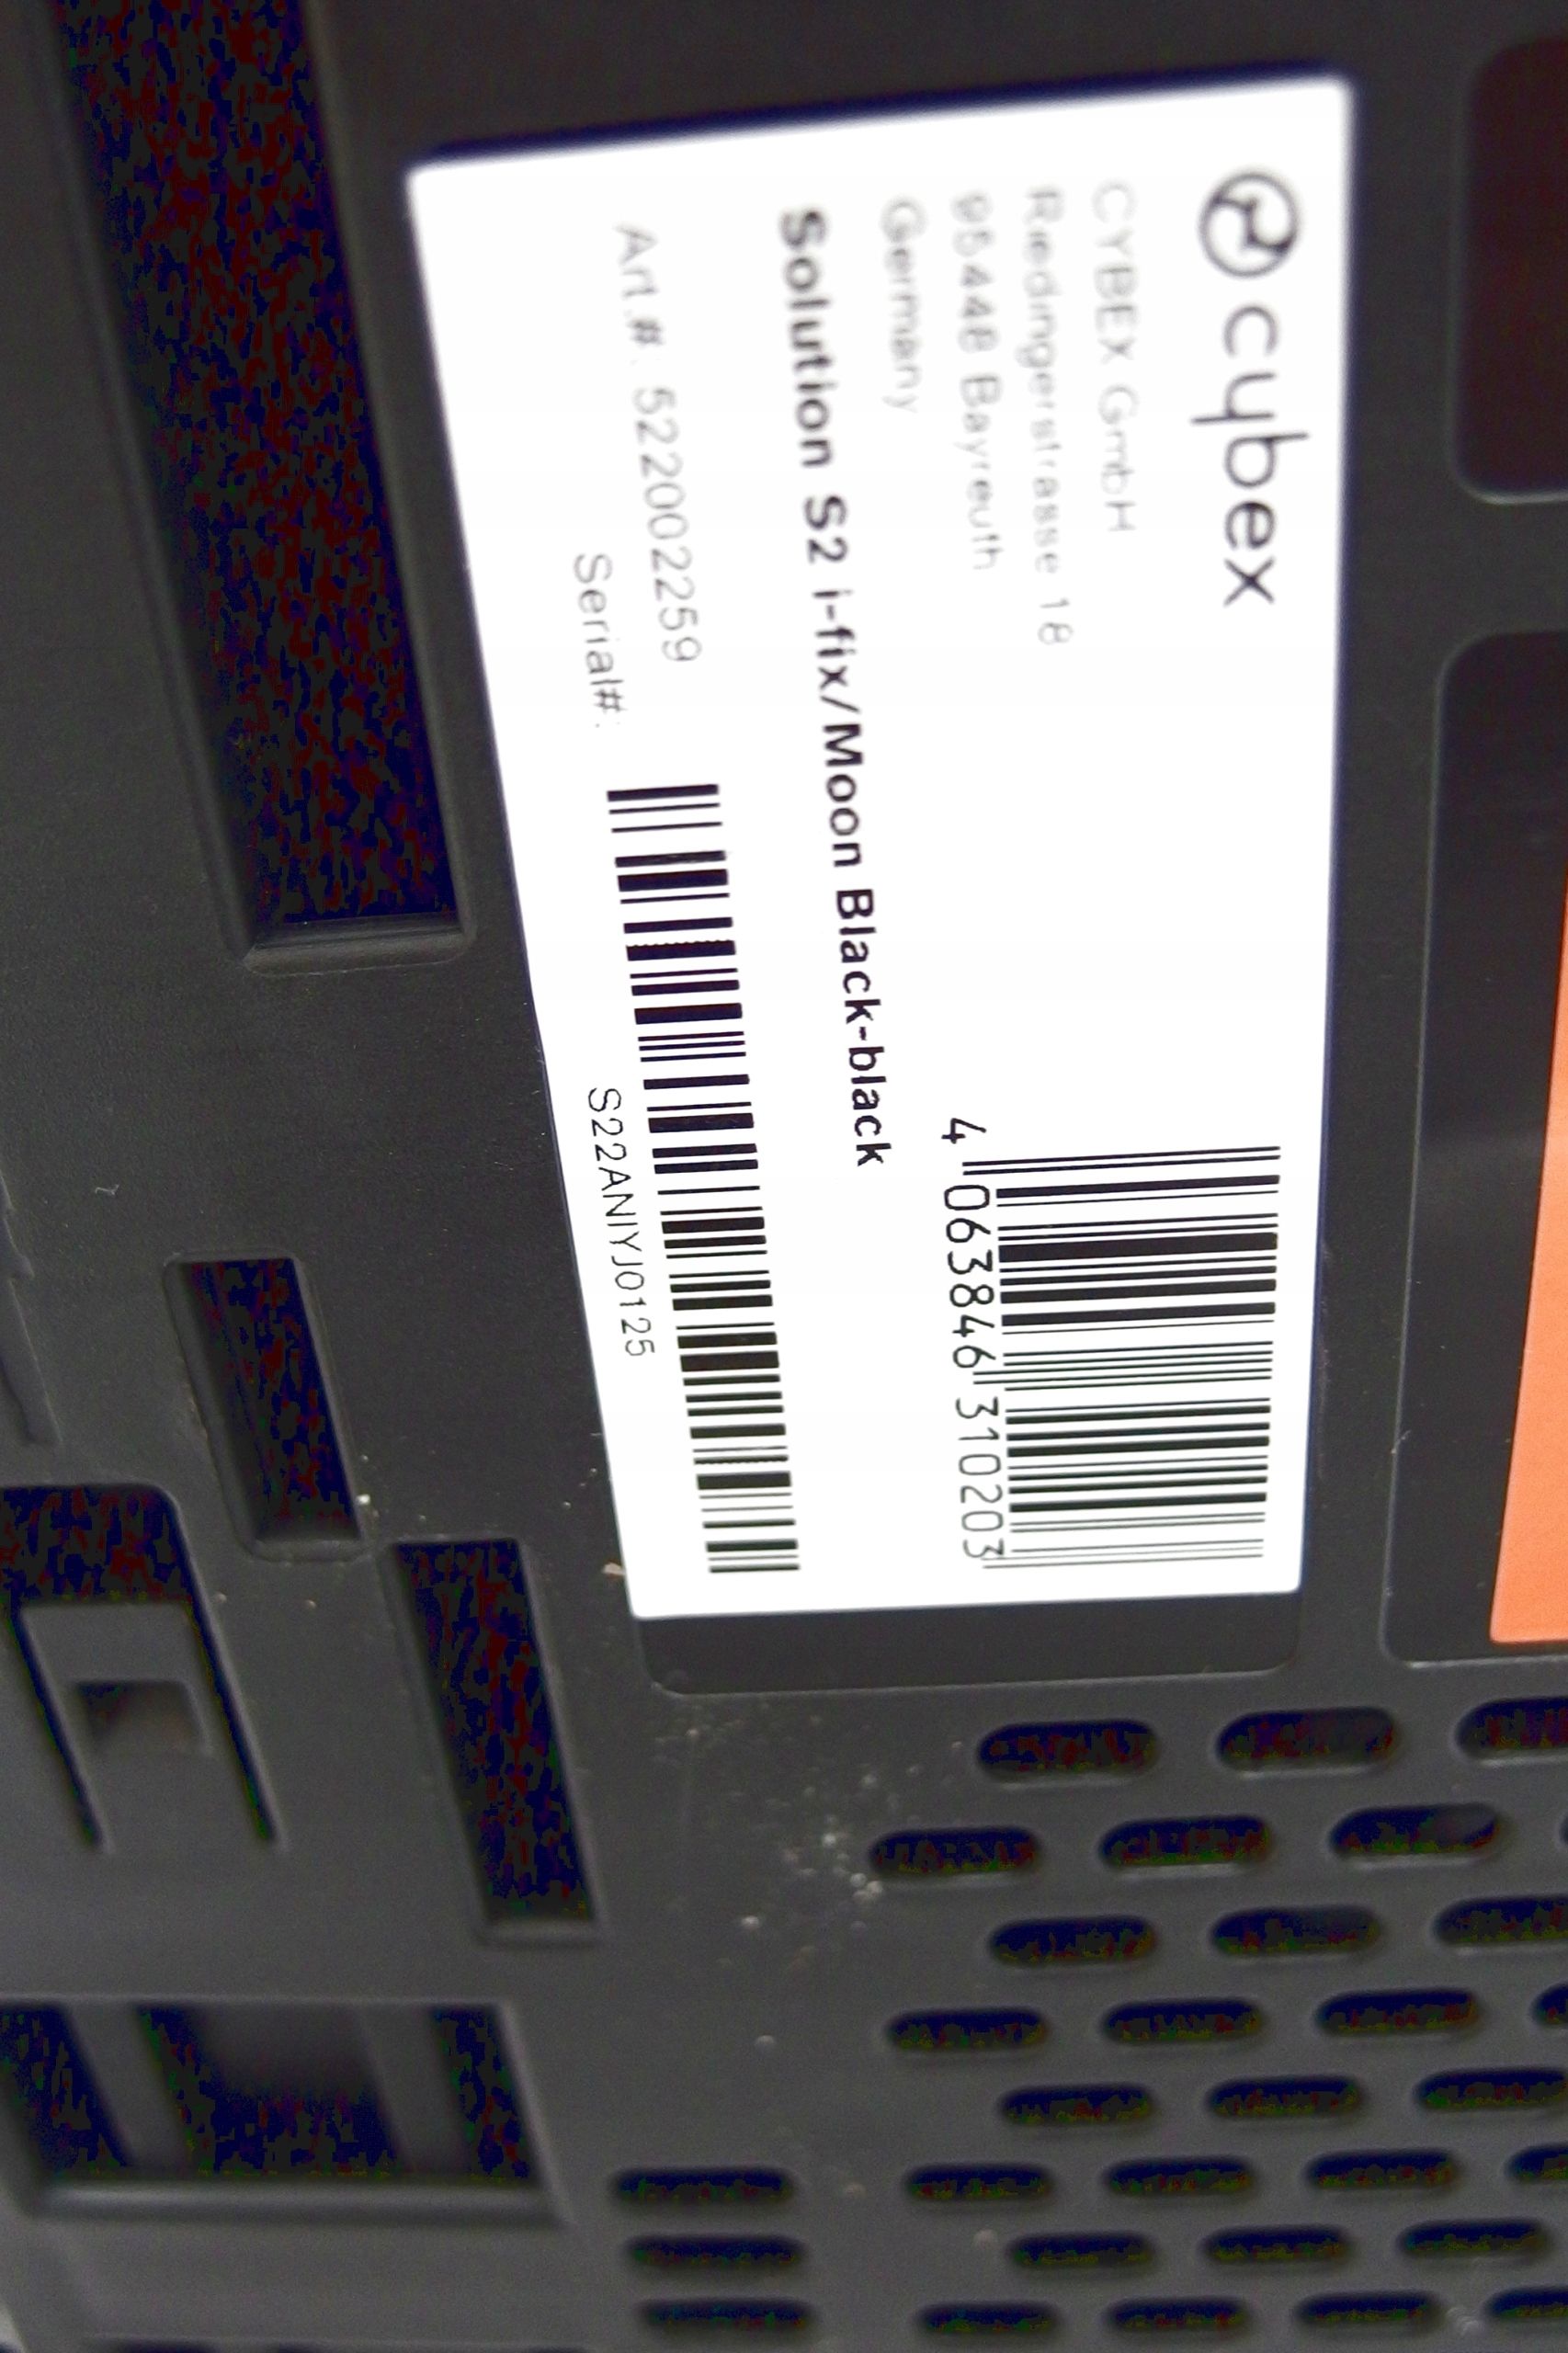 cybex
CYBEX GmbH
Riedingerstrasse 18
95448 Bayreuth
Germany
4 063846 310203
Solution S2 i-fix/Moon Black-black
Art.#: 522002259
Serial#:
S22ANIYJ0125